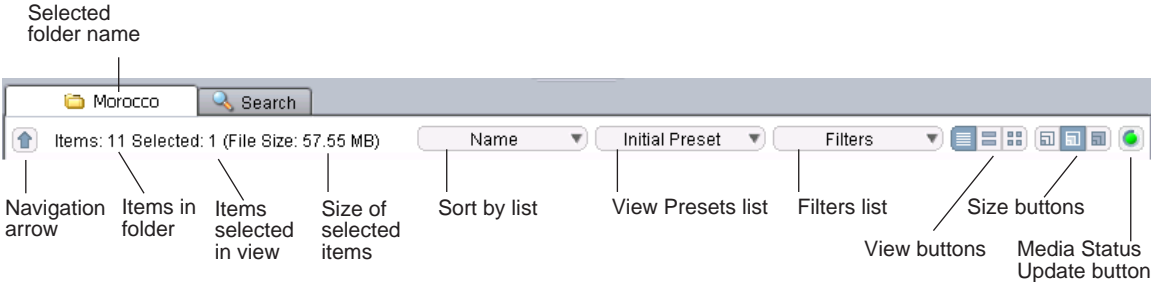 Selected
folder name
Morocco
Search
Items: 11 Selected: 1 (File Size: 57.55 MB)
Name
Initial Preset
Filters
Navigation
arrow
Items in
folder
Items
selected
in view
Size of
selected
items
Sort by list
View Presets list
Filters list
Size buttons
View buttons
Media Status
Update button